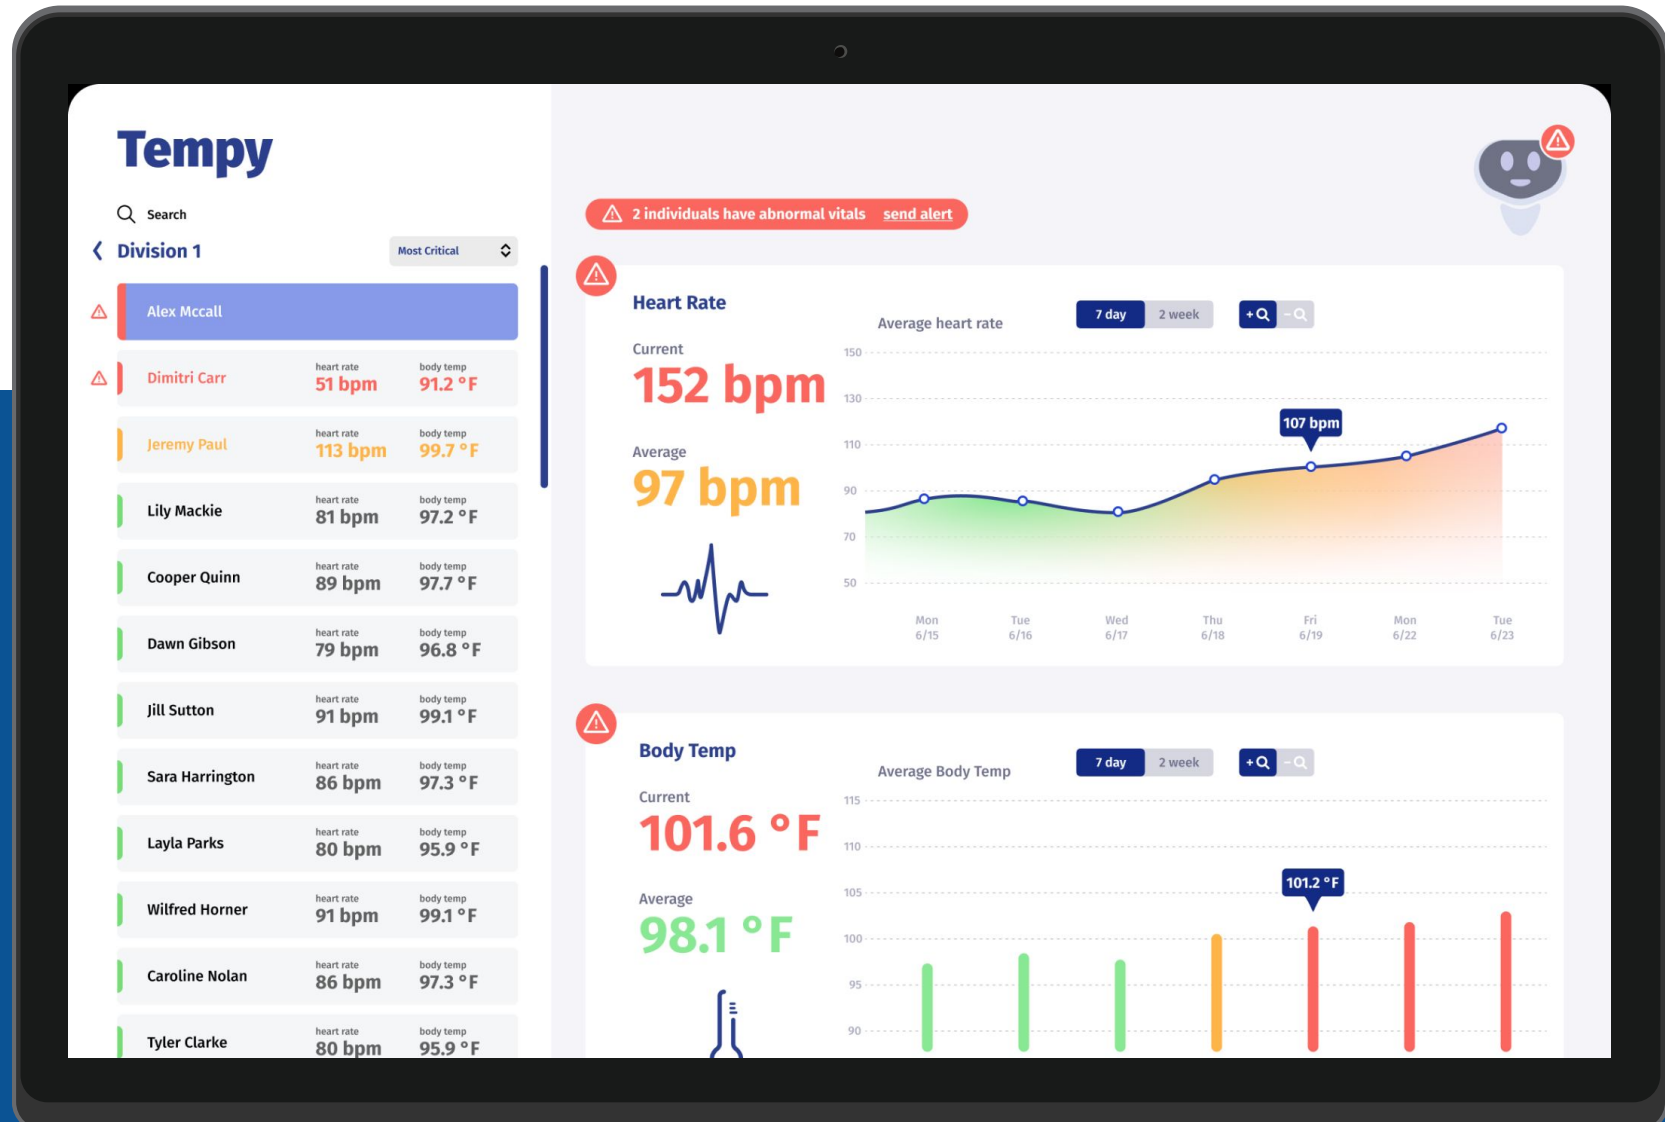 Tempy
Search
Division 1
Most Critical
Alex Mccall
Dimitri Carr
heart rate
51 bpm
body temp
91.2 °F
Jeremy Paul
heart rate
113 bpm
body temp
99.7 °F
Lily Mackie
heart rate
81 bpm
body temp
97.2 °F
Cooper Quinn
heart rate
89 bpm
body temp
97.7 °F
Dawn Gibson
heart rate
79 bpm
body temp
96.8 °F
Jill Sutton
heart rate
91 bpm
body temp
99.1 °F
Sara Harrington
heart rate
86 bpm
body temp
97.3 °F
Layla Parks
heart rate
80 bpm
body temp
95.9 °F
Wilfred Horner
heart rate
91 bpm
body temp
99.1 °F
Caroline Nolan
heart rate
86 bpm
body temp
97.3 °F
Tyler Clarke
heart rate
80 bpm
body temp
95.9 °F
2 individuals have abnormal vitals send alert
Heart Rate
Current
152 bpm
Average
97 bpm
Average heart rate
7 day
2 week
+
-
150
130
110
90
70
50
107 bpm
Mon
6/15
Tue
6/16
Wed
6/17
Thu
6/18
Fri
6/19
Mon
6/22
Tue
6/23
Body Temp
Current
101.6 °F
Average
98.1 °F
Average Body Temp
7 day
2 week
+
-
115
110
105
100
95
90
101.2 °F